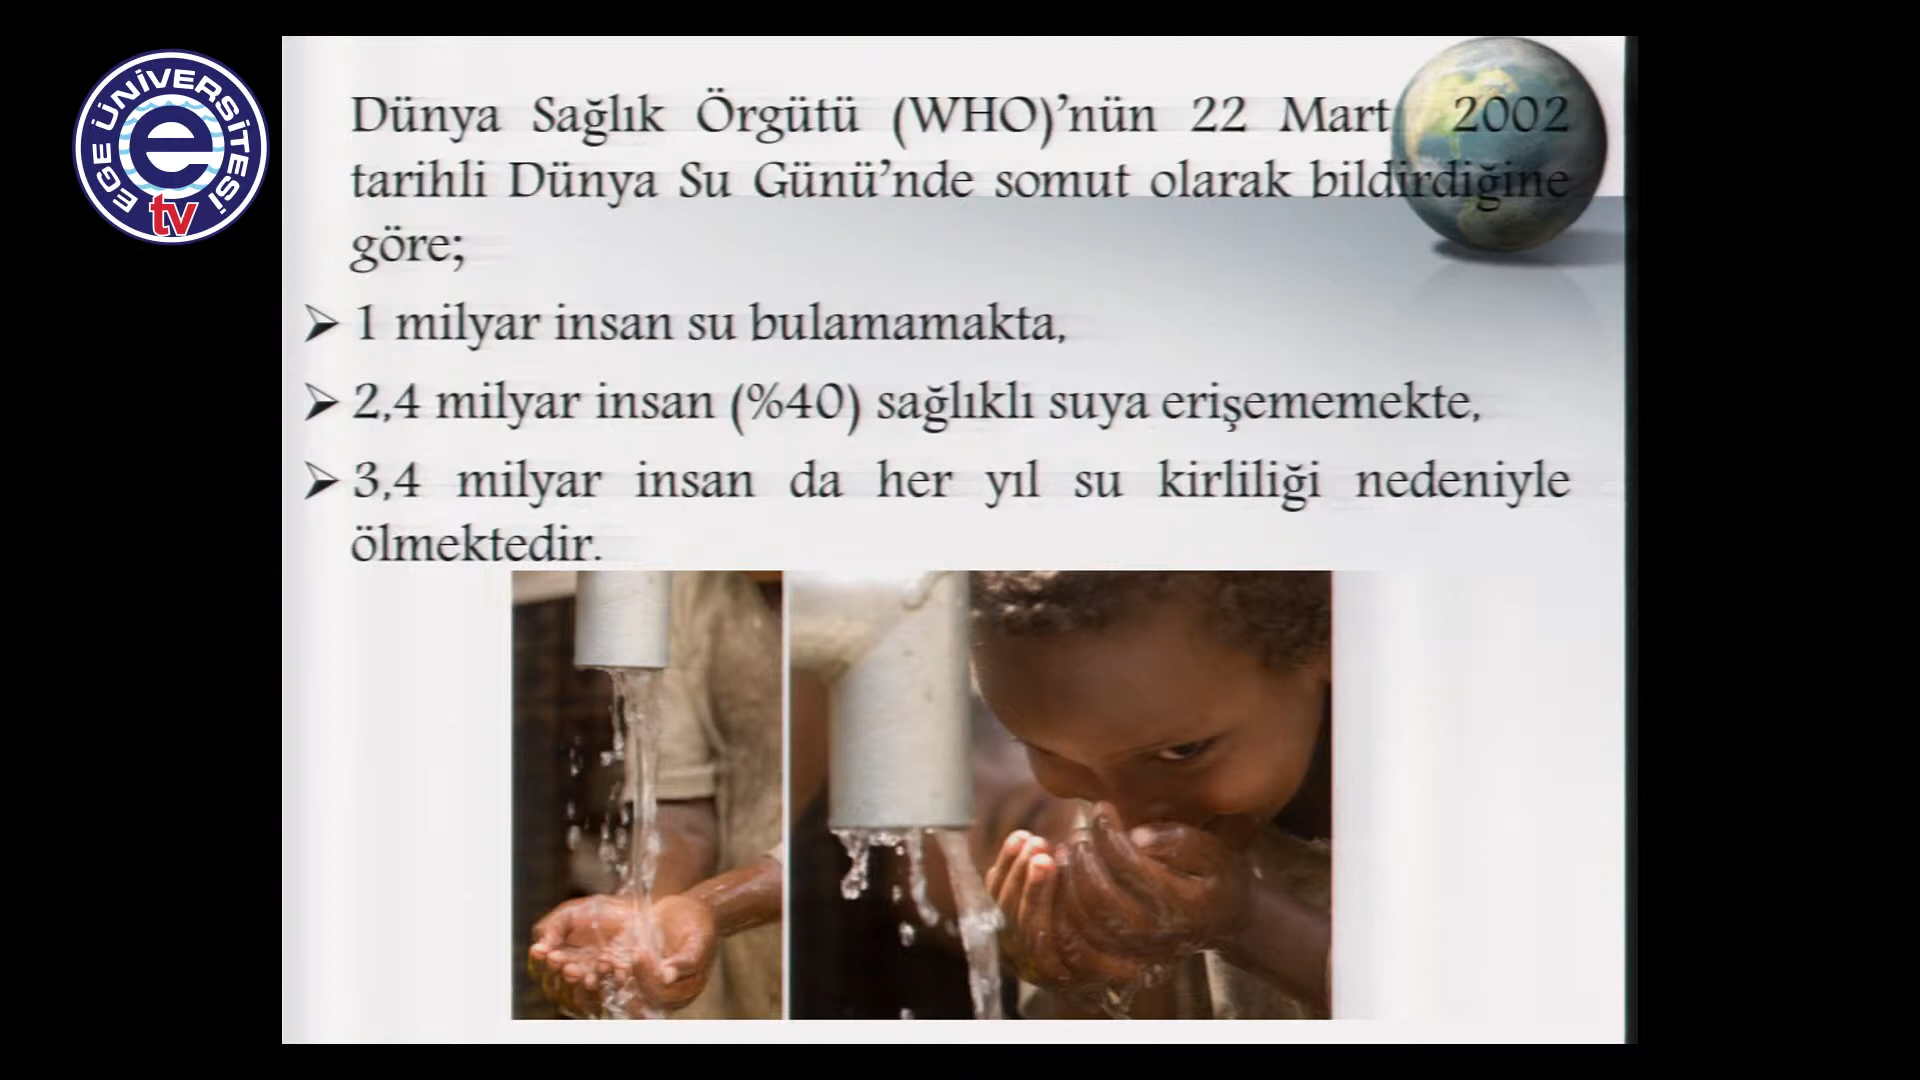 EGE ÜNİVERSİTESİ
e
tv
Dünya Sağlık Örgütü (WHO)’nün 22 Mart 2002
tarihli Dünya Su Günü’nde somut olarak bildirdiğine
göre;
1 milyar insan su bulamamakta,
2,4 milyar insan (%40) sağlıklı suya erişememekte,
3,4 milyar insan da her yıl su kirliliği nedeniyle
ölmektedir.